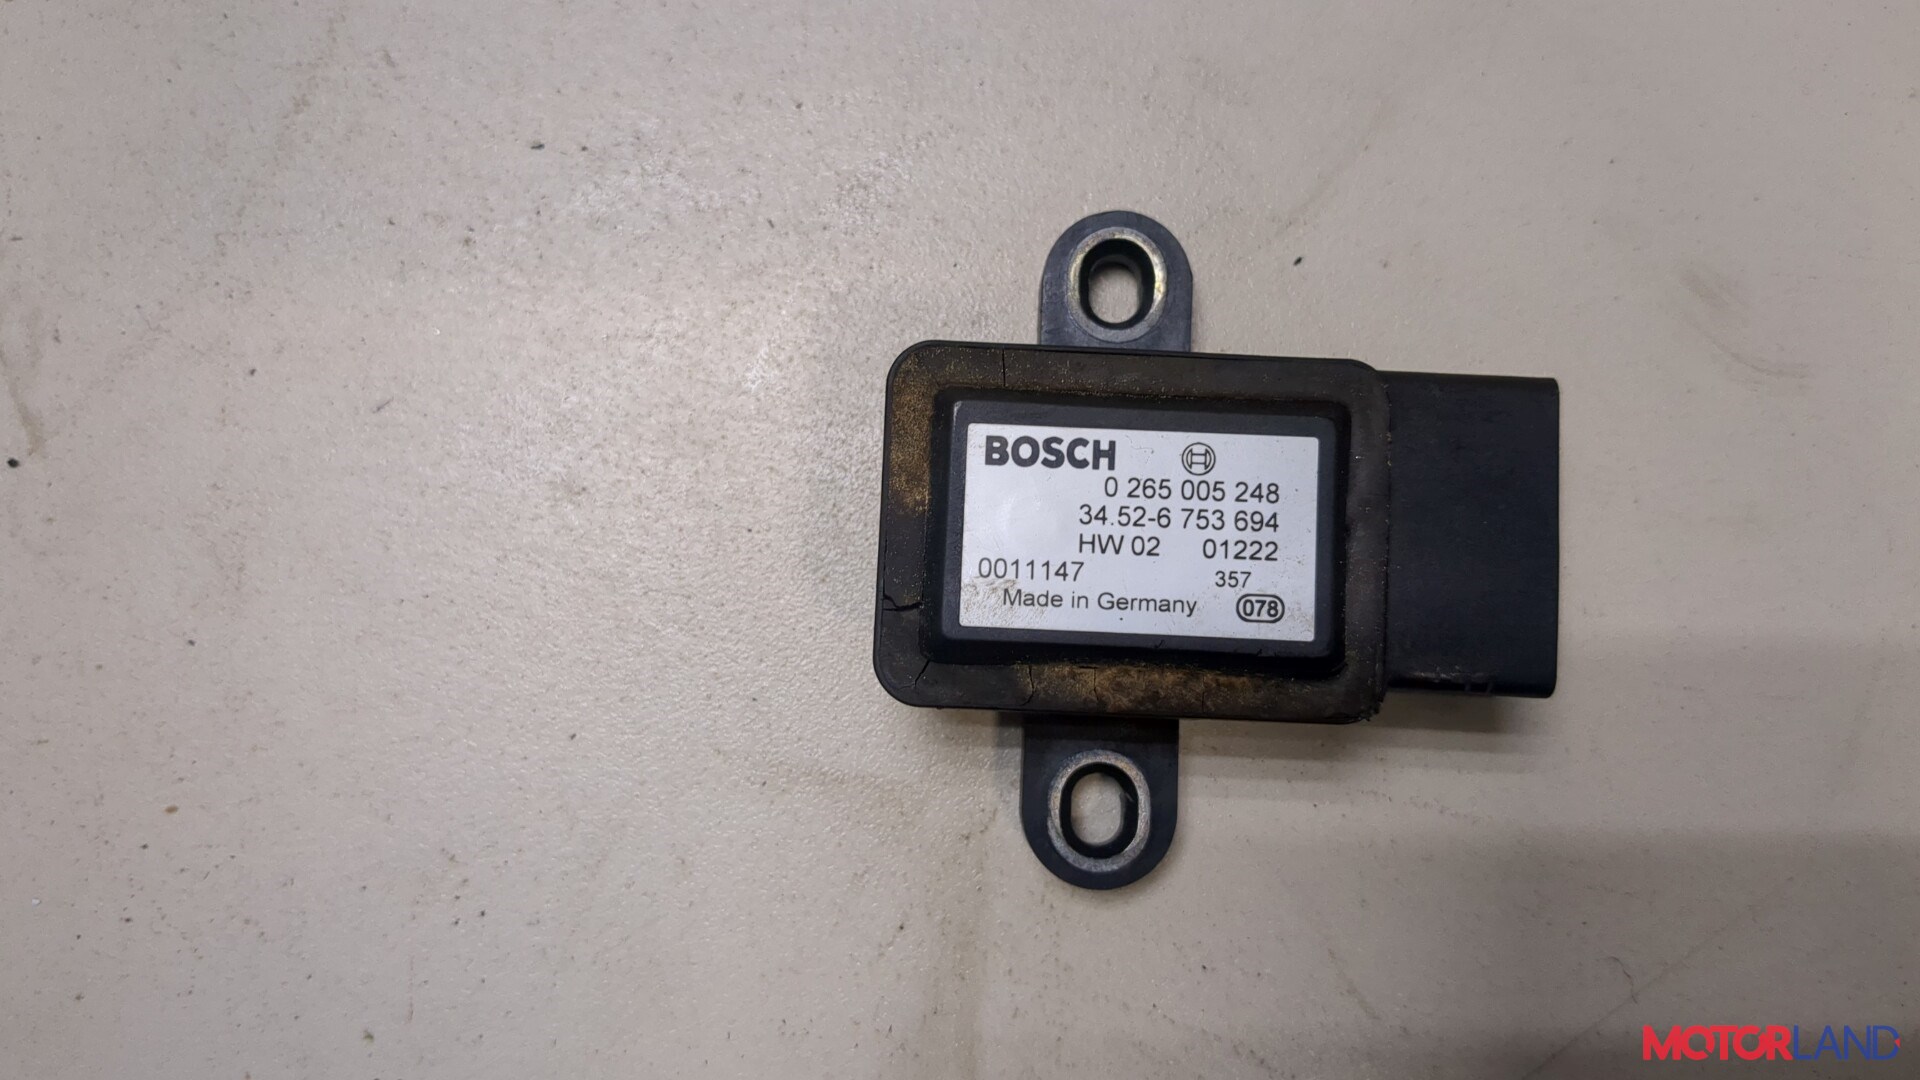 BOSCH
0 265 005 248
34.52-6 753 694
HW 02 01222
0011147 357
Made in Germany 078
MOTORLAND